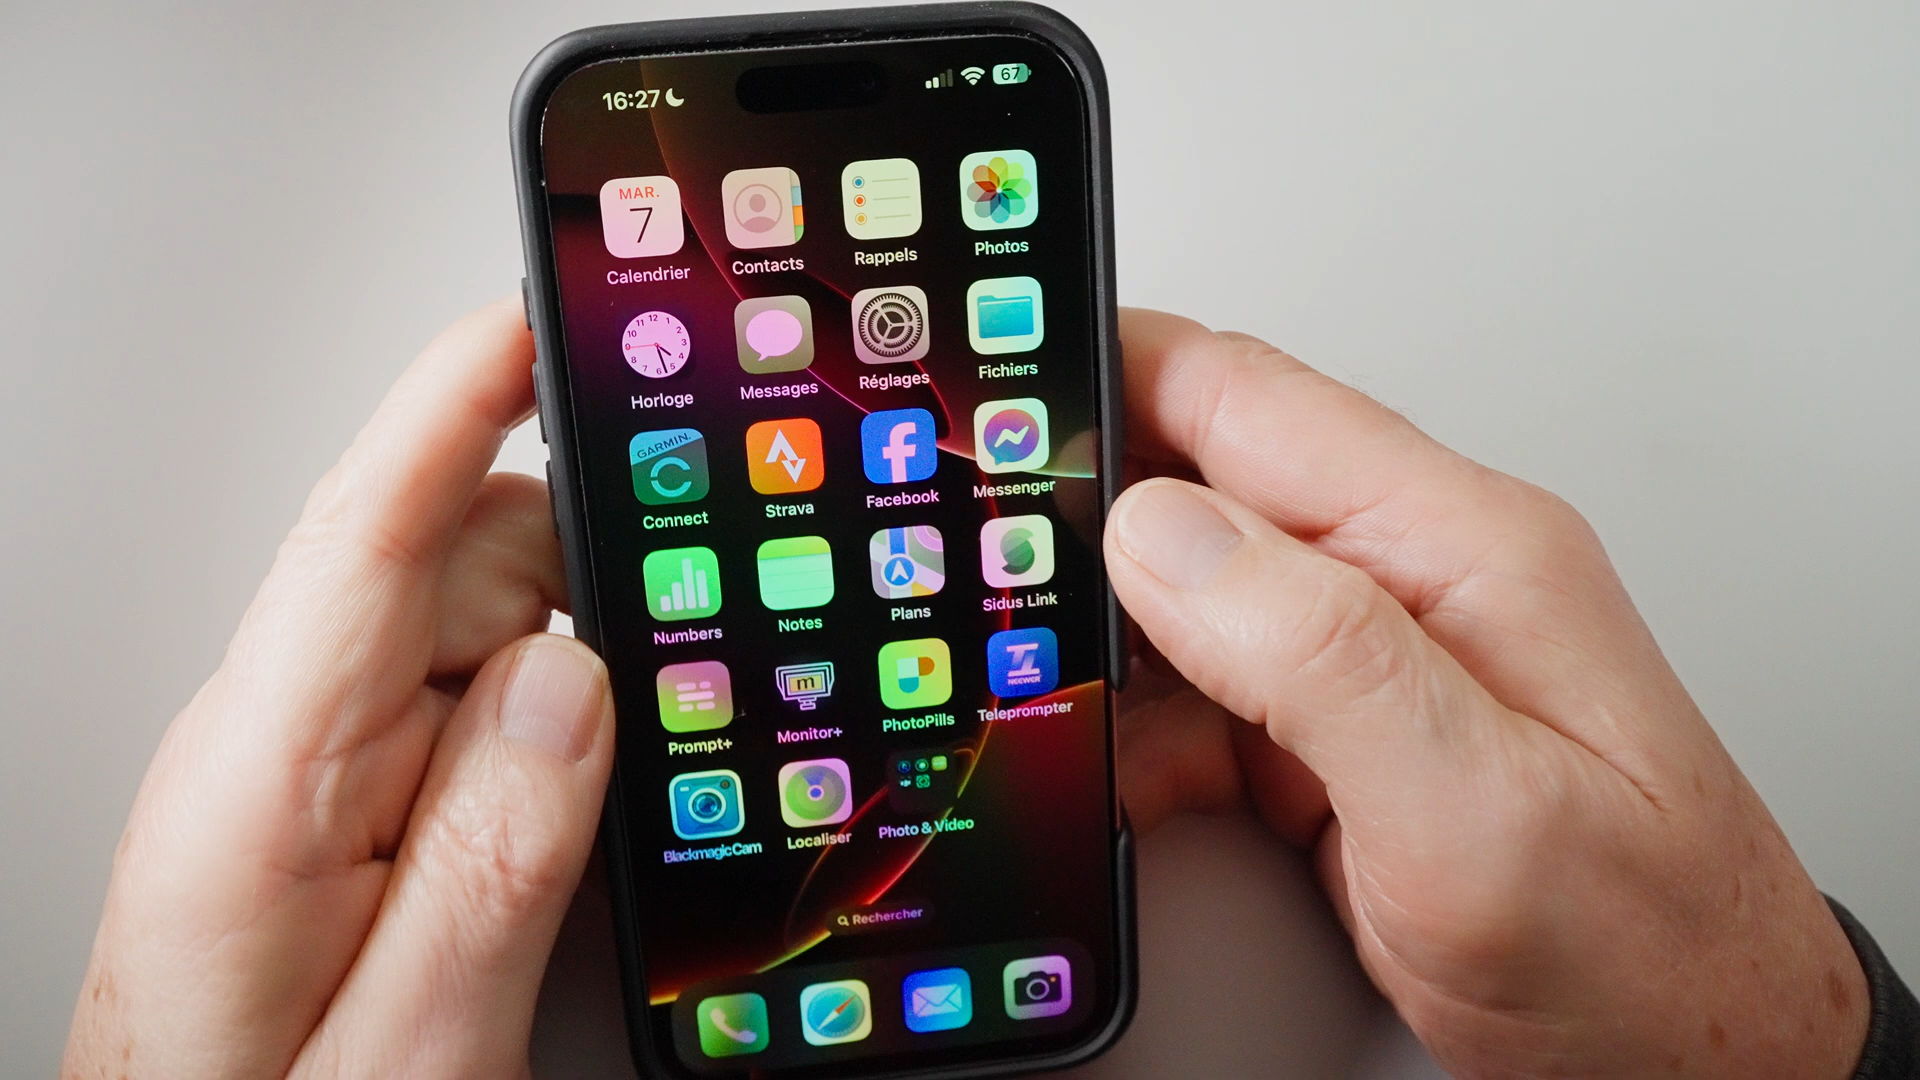 16:27
67
MAR.
7
Calendrier
Contacts
Rappels
Photos
Horloge
Messages
Réglages
Fichiers
GARMIN.
Connect
Strava
Facebook
Messenger
Numbers
Notes
Plans
Sidus Link
Prompt+
m
Monitor+
PhotoPills
NEEWER
Teleprompter
BlackmagicCam
Localiser
Photo & Video
Rechercher